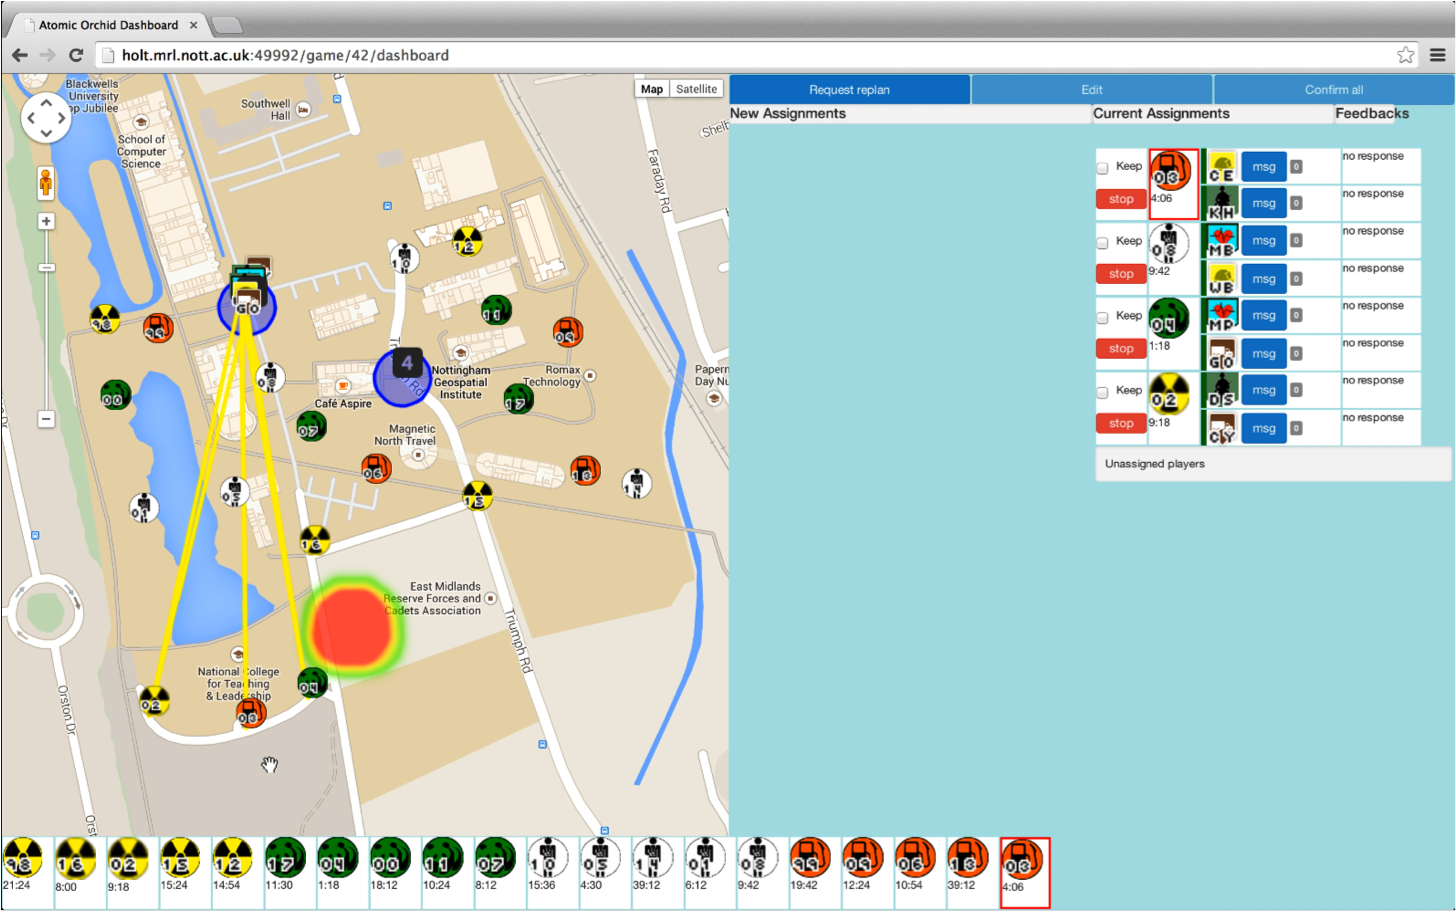 Atomic Orchid Dashboard
holt.mrl.nott.ac.uk:49992/game/42/dashboard
Blackwells
University
op Jubilee
School of
Computer
Science
Southwell
Hall
Map
Satellite
Shelb
Faraday Rd
Nottingham
Geospatial
Institute
Café Aspire
Romax
Technology
Papern
Day Nu
Magnetic
North Travel
East Midlands
Reserve Forces and
Cadets Association
Triumph Rd
National College
for Teaching
& Leadership
Orston Dr
Orst
98
99
12
10
11
09
GO
08
4
00
07
17
06
13
14
01
05
15
16
02
03
04
Request replan
Edit
Confirm all
New Assignments
Current Assignments
Feedbacks
Keep
03
CE
msg
0
no response
stop
4:06
KH
msg
0
no response
Keep
08
MB
msg
0
no response
stop
9:42
WB
msg
0
no response
Keep
04
MP
msg
0
no response
stop
1:18
GO
msg
0
no response
Keep
02
DS
msg
0
no response
stop
9:18
CY
msg
0
no response
Unassigned players
98 16 02 15 12 17 04 00 11 07 10 05 14 01 08 99 09 06 13 03
21:24 8:00 9:18 15:24 14:54 11:30 1:18 18:12 10:24 8:12 15:36 4:30 39:12 6:12 9:42 19:42 12:24 10:54 39:12 4:06